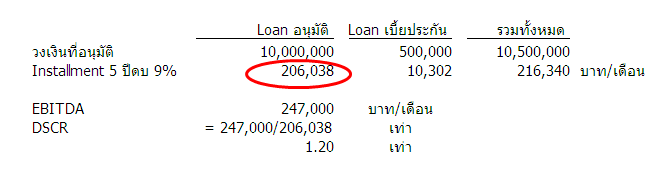 Loan อนุมัติ Loan เบี้ยประกัน รวมทั้งหมด
วงเงินที่อนุมัติ 10,000,000 500,000 10,500,000
Installment 5 ปีดบ 9% 206,038 10,302 216,340 บาท/เดือน
EBITDA 247,000 บาท/เดือน
DSCR = 247,000/206,038 เท่า
1.20 เท่า